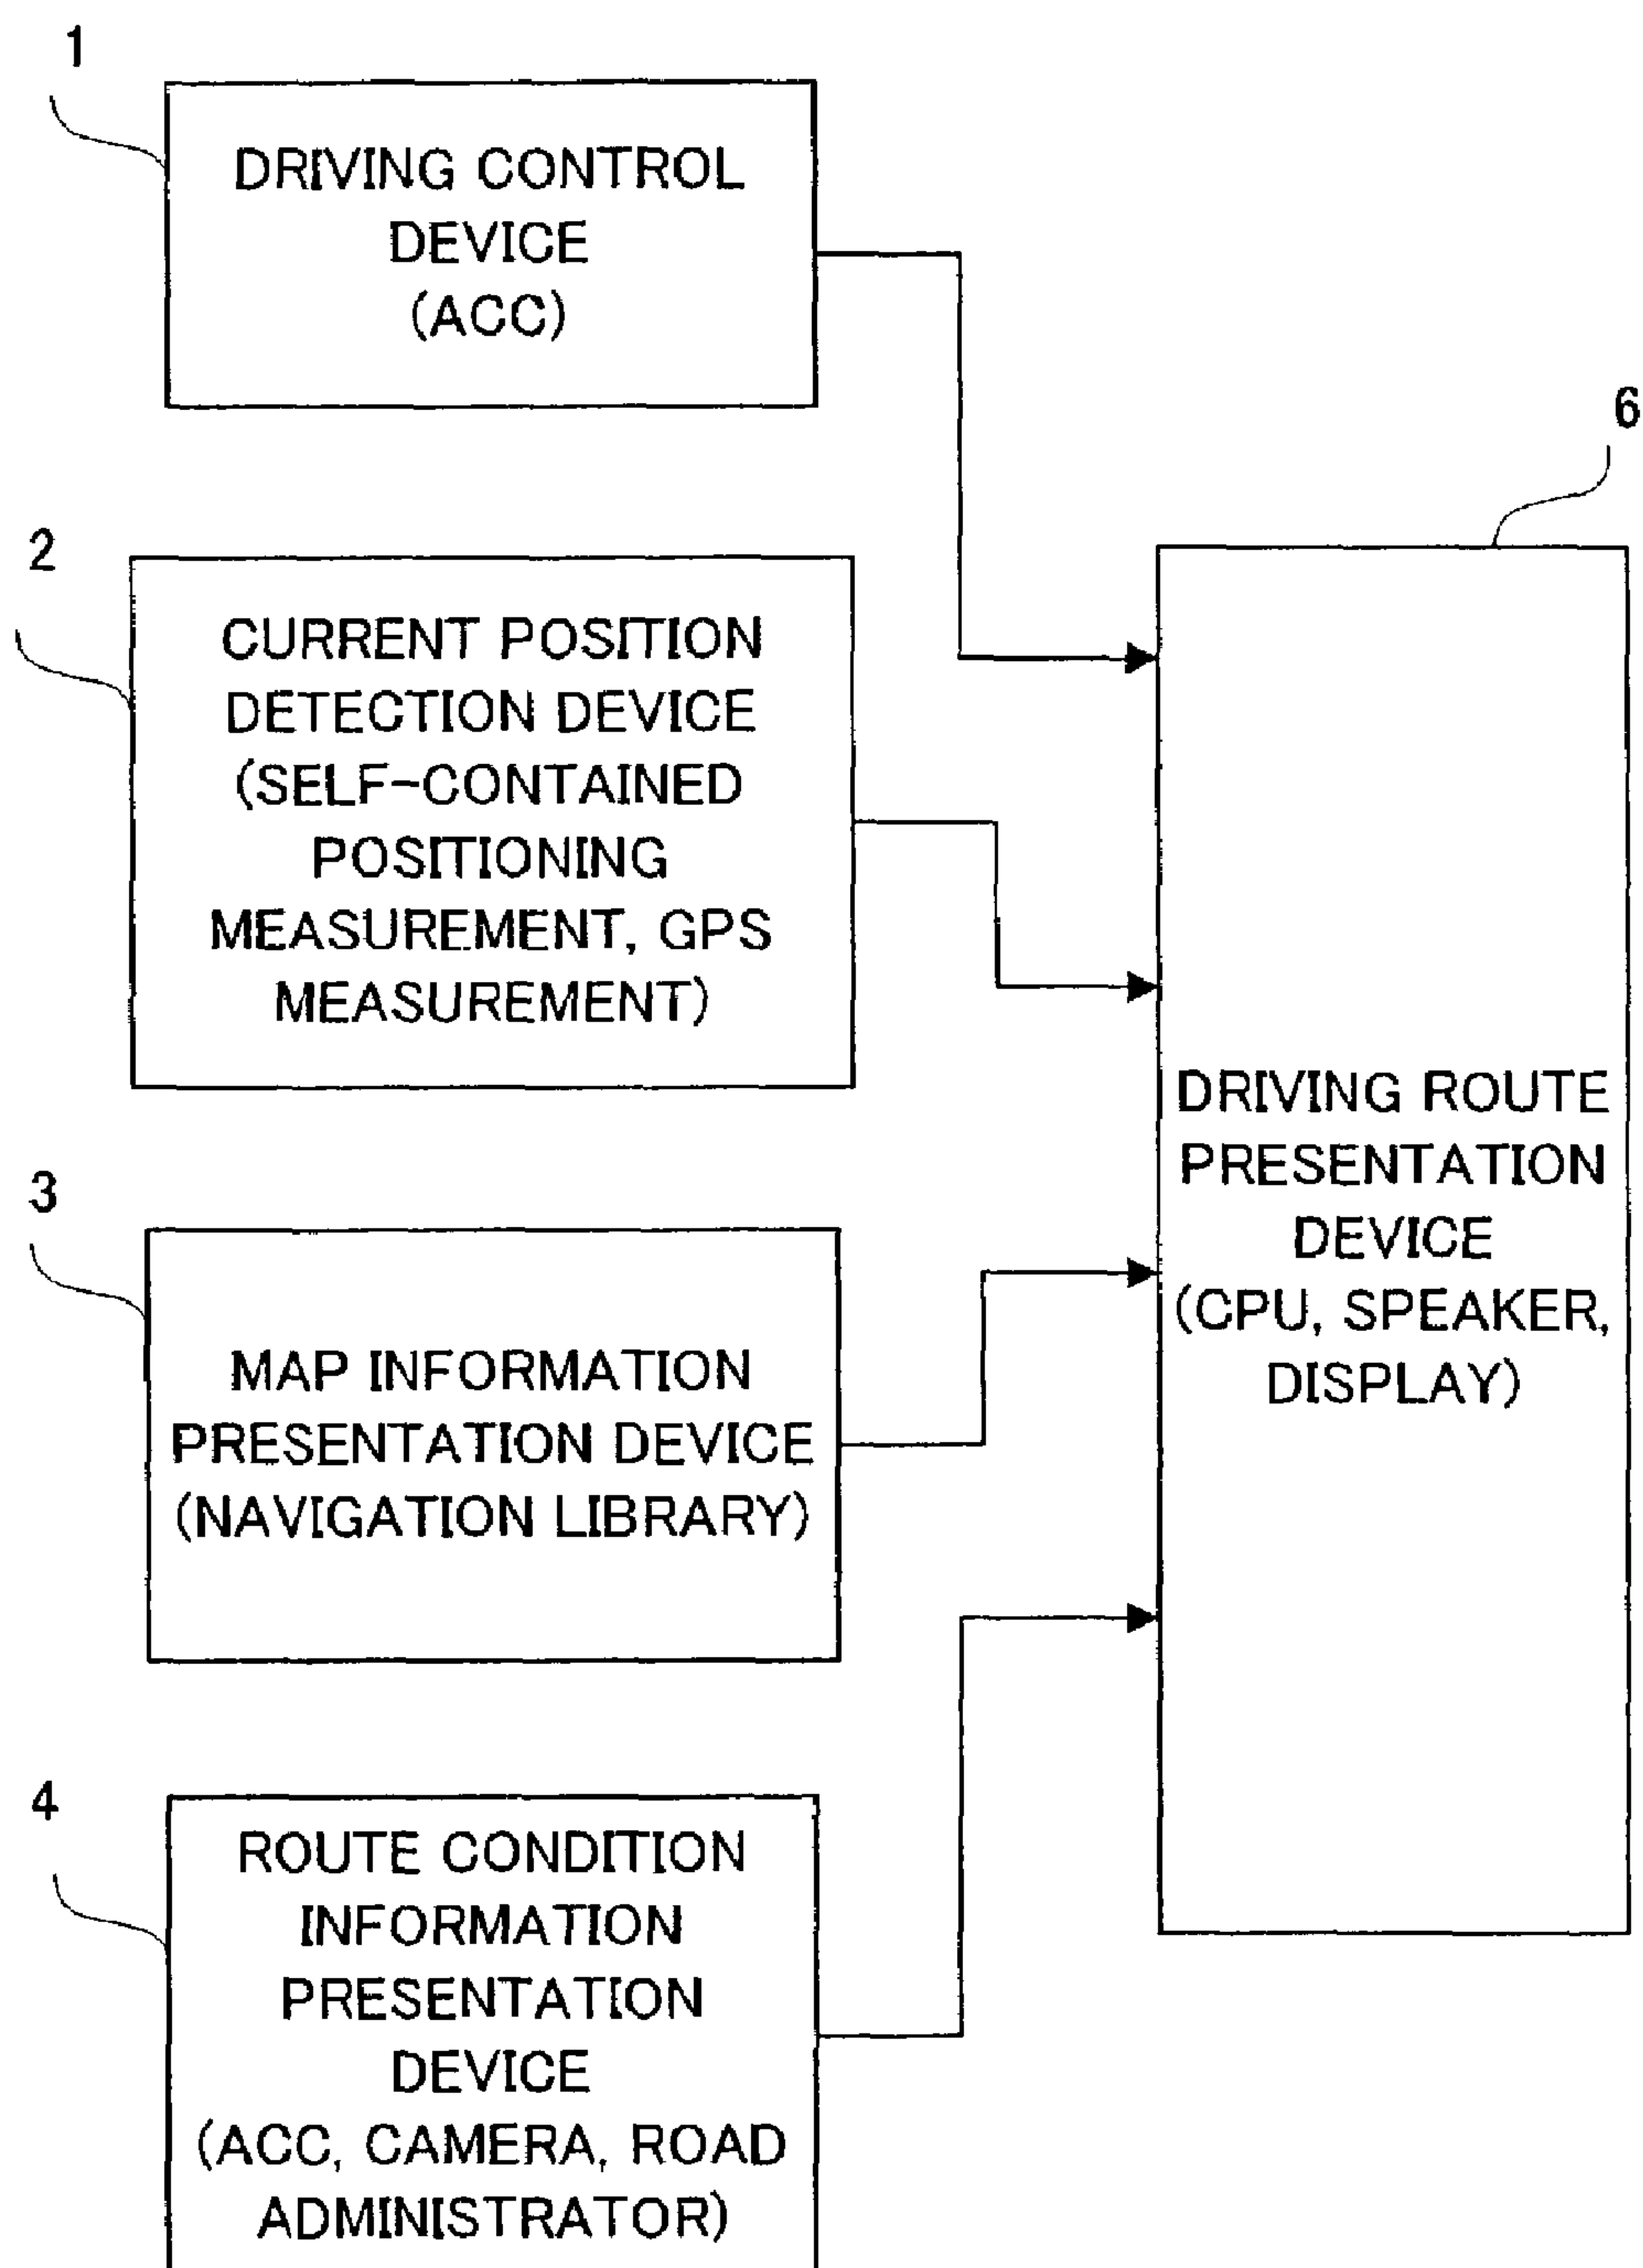 1
DRIVING CONTROL
DEVICE
(ACC)
6
2
CURRENT POSITION
DETECTION DEVICE
(SELF-CONTAINED
POSITIONING
MEASUREMENT, GPS
MEASUREMENT)
DRIVING ROUTE
PRESENTATION
DEVICE
(CPU, SPEAKER,
DISPLAY)
3
MAP INFORMATION
PRESENTATION DEVICE
(NAVIGATION LIBRARY)
4
ROUTE CONDITION
INFORMATION
PRESENTATION
DEVICE
(ACC, CAMERA, ROAD
ADMINISTRATOR)